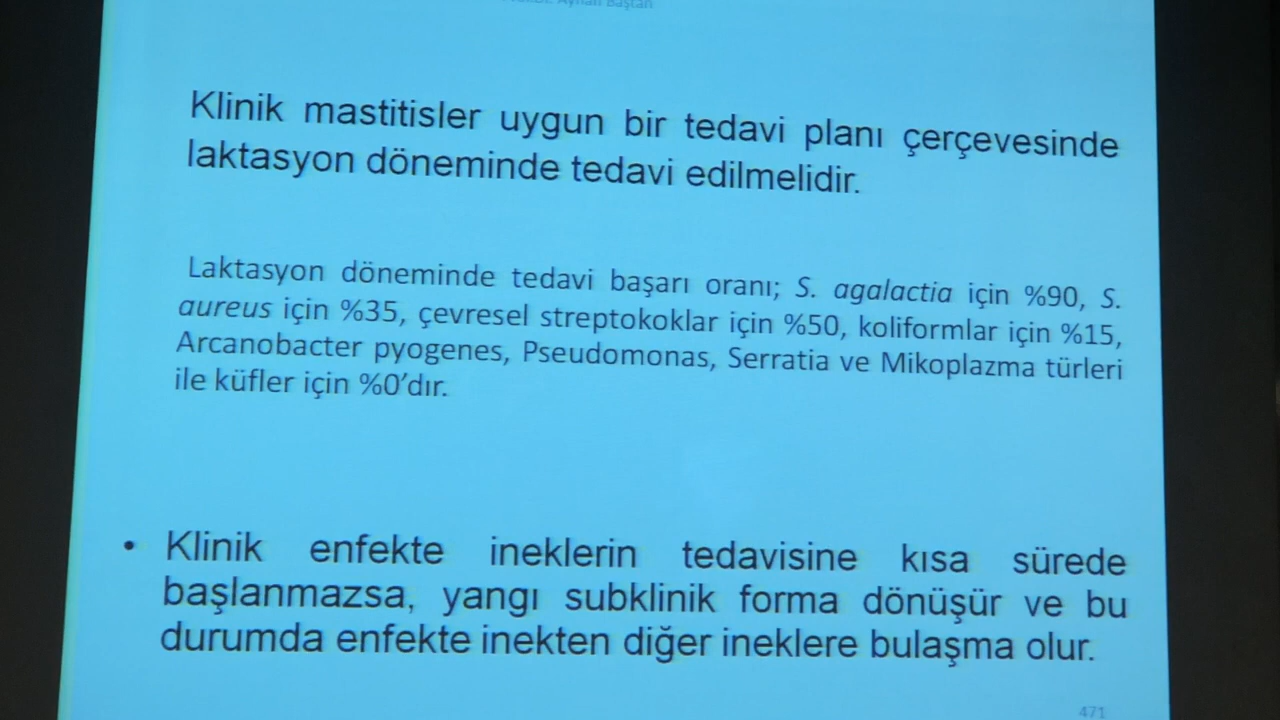 Ayhan Baştan
Klinik mastitisler uygun bir tedavi planı çerçevesinde
laktasyon döneminde tedavi edilmelidir.
Laktasyon döneminde tedavi başarı oranı; S. agalactia için %90, S.
aureus için %35, çevresel streptokoklar için %50, koliformlar için %15,
Arcanobacter pyogenes, Pseudomonas, Serratia ve Mikoplazma türleri
ile küfler için %0’dır.
• Klinik enfekte ineklerin tedavisine kısa sürede
başlanmazsa, yangı subklinik forma dönüşür ve bu
durumda enfekte inekten diğer ineklere bulaşma olur.
471